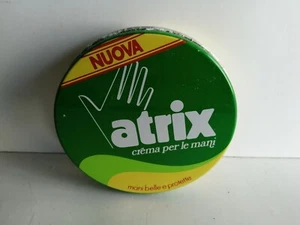 NUOVA
atrix
crema per le mani
mani belle e protette